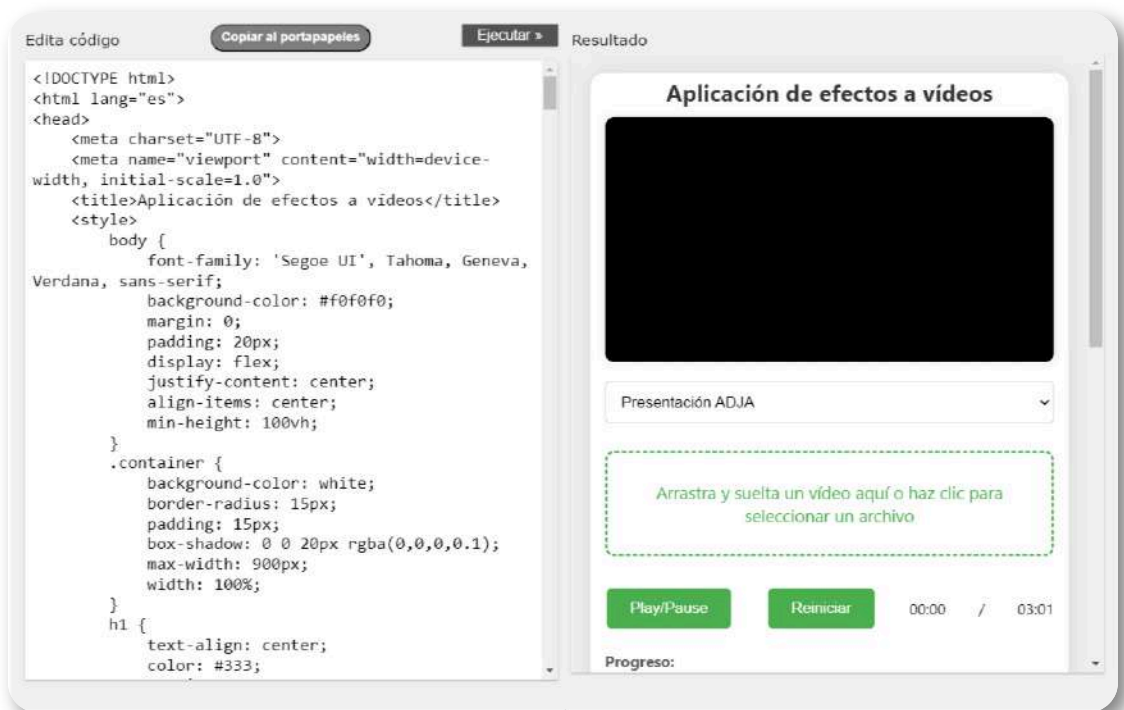 Edita código
Copiar al portapapeles
Ejecutar »
<!DOCTYPE html>
<html lang="es">
<head>
<meta charset="UTF-8">
<meta name="viewport" content="width=device-
width, initial-scale=1.0">
<title>Aplicación de efectos a vídeos</title>
<style>
body {
font-family: 'Segoe UI', Tahoma, Geneva,
Verdana, sans-serif;
background-color: #f0f0f0;
margin: 0;
padding: 20px;
display: flex;
justify-content: center;
align-items: center;
min-height: 100vh;
}
.container {
background-color: white;
border-radius: 15px;
padding: 15px;
box-shadow: 0 0 20px rgba(0,0,0,0.1);
max-width: 900px;
width: 100%;
}
h1 {
text-align: center;
color: #333;
Resultado
Aplicación de efectos a vídeos
Presentación ADJA
Arrastra y suelta un vídeo aquí o haz clic para
seleccionar un archivo
Play/Pause
Reiniciar
00:00 / 03:01
Progreso: